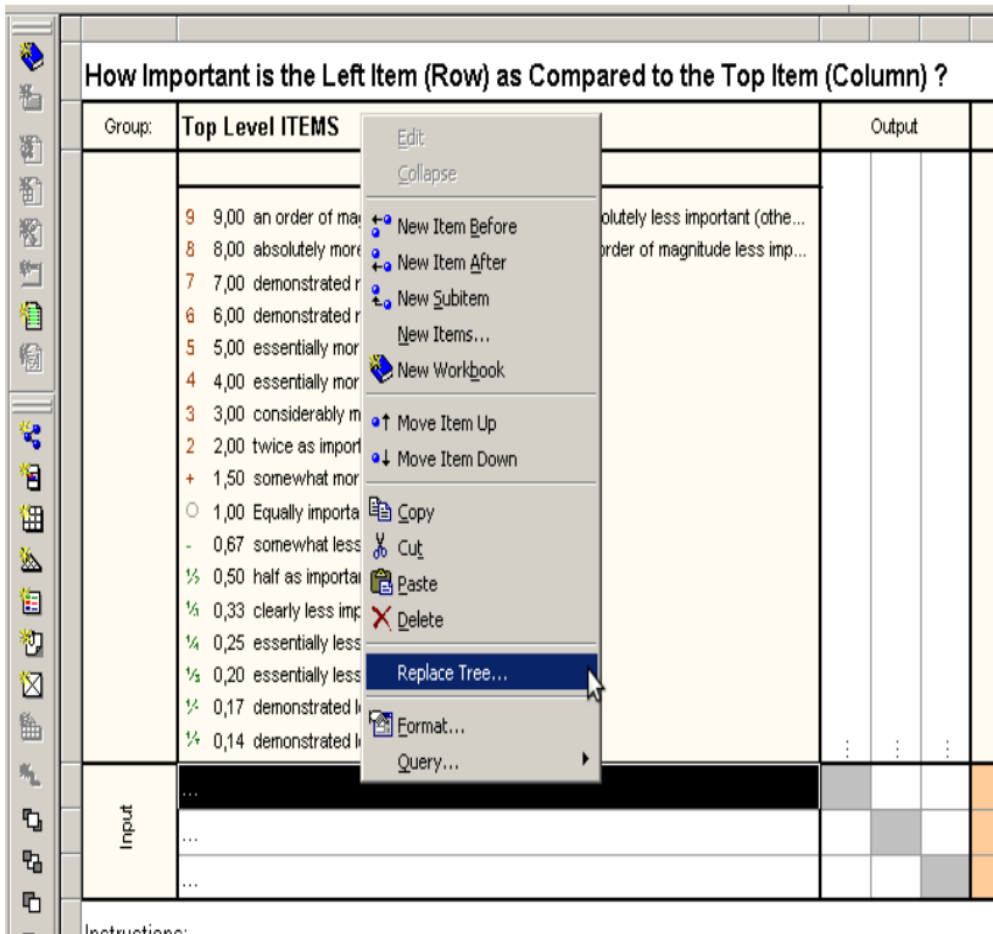 How Important is the Left Item (Row) as Compared to the Top Item (Column) ?
Group: Top Level ITEMS Output
Edit
Collapse
New Item Before
New Item After
New Subitem
New Items...
New Workbook
Move Item Up
Move Item Down
Copy
Cut
Paste
Delete
Replace Tree...
Format...
Query...
9 9,00 an order of ma olutely less important (othe...
8 8,00 absolutely more order of magnitude less imp...
7 7,00 demonstrated
6 6,00 demonstrated
5 5,00 essentially mor
4 4,00 essentially mor
3 3,00 considerably m
2 2,00 twice as import
+ 1,50 somewhat mor
1,00 Equally importa
- 0,67 somewhat less
½ 0,50 half as importa
⅓ 0,33 clearly less imp
¼ 0,25 essentially less
0,20 essentially less
0,17 demonstrated
0,14 demonstrated
Input
...
...
...
Instructions: